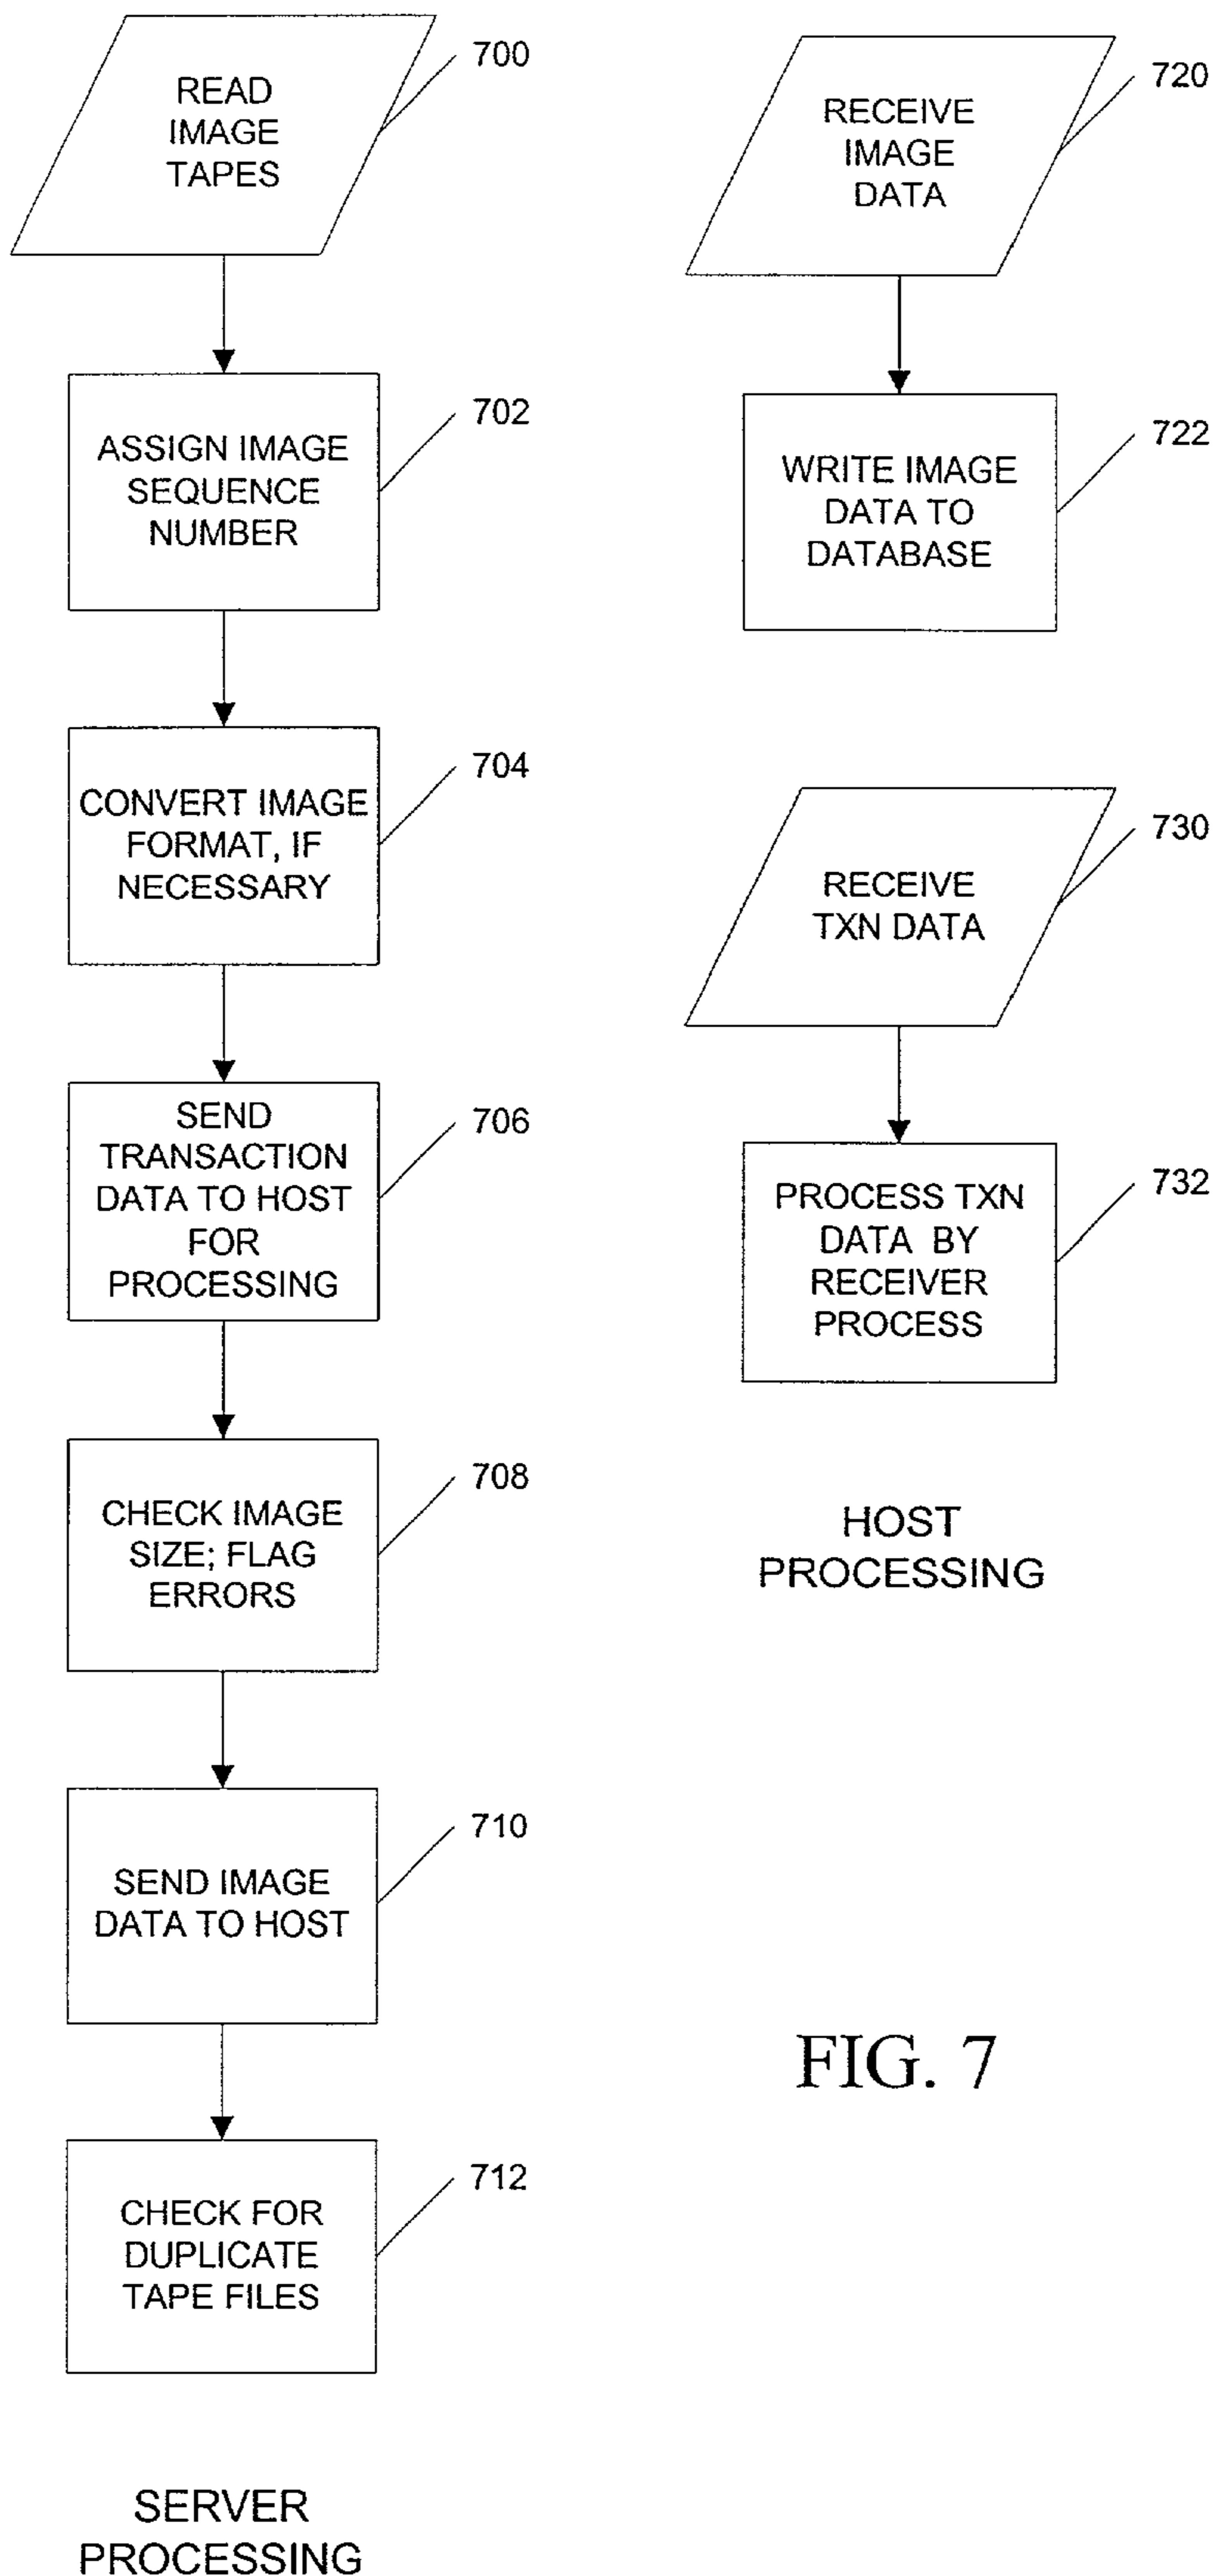 700
READ
IMAGE
TAPES
702
ASSIGN IMAGE
SEQUENCE
NUMBER
704
CONVERT IMAGE
FORMAT, IF
NECESSARY
706
SEND
TRANSACTION
DATA TO HOST
FOR
PROCESSING
708
CHECK IMAGE
SIZE; FLAG
ERRORS
710
SEND IMAGE
DATA TO HOST
712
CHECK FOR
DUPLICATE
TAPE FILES
SERVER
PROCESSING
720
RECEIVE
IMAGE
DATA
722
WRITE IMAGE
DATA TO
DATABASE
730
RECEIVE
TXN DATA
732
PROCESS TXN
DATA BY
RECEIVER
PROCESS
HOST
PROCESSING
FIG. 7